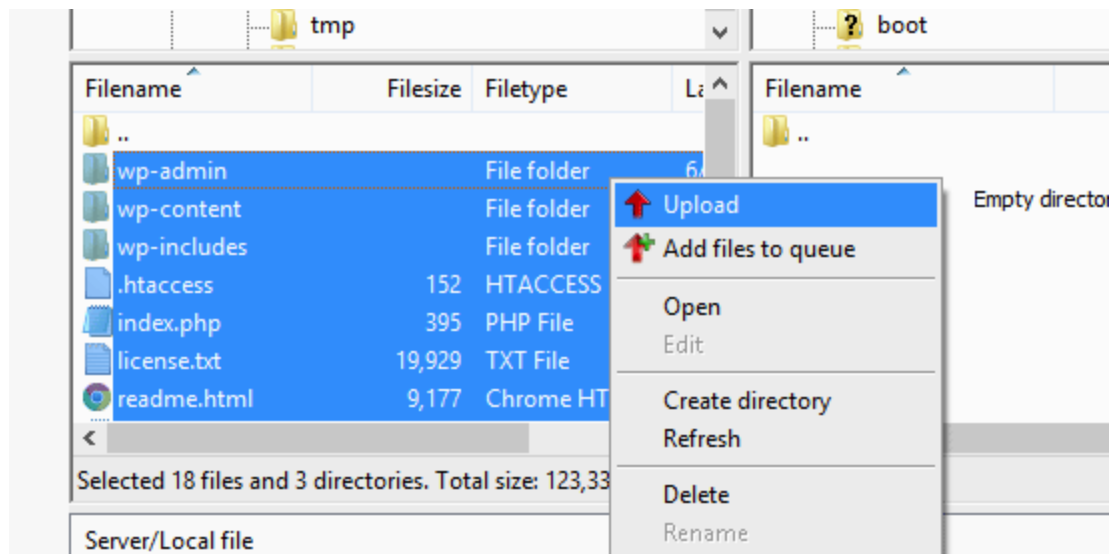 tmp
boot
Filename Filesize Filetype
Filename
..
..
wp-admin File folder 6/
wp-content File folder
wp-includes File folder
.htaccess 152 HTACCESS
index.php 395 PHP File
license.txt 19,929 TXT File
readme.html 9,177 Chrome HT
Selected 18 files and 3 directories. Total size: 123,33
Server/Local file
Upload
Add files to queue
Open
Edit
Create directory
Refresh
Delete
Rename
Empty director